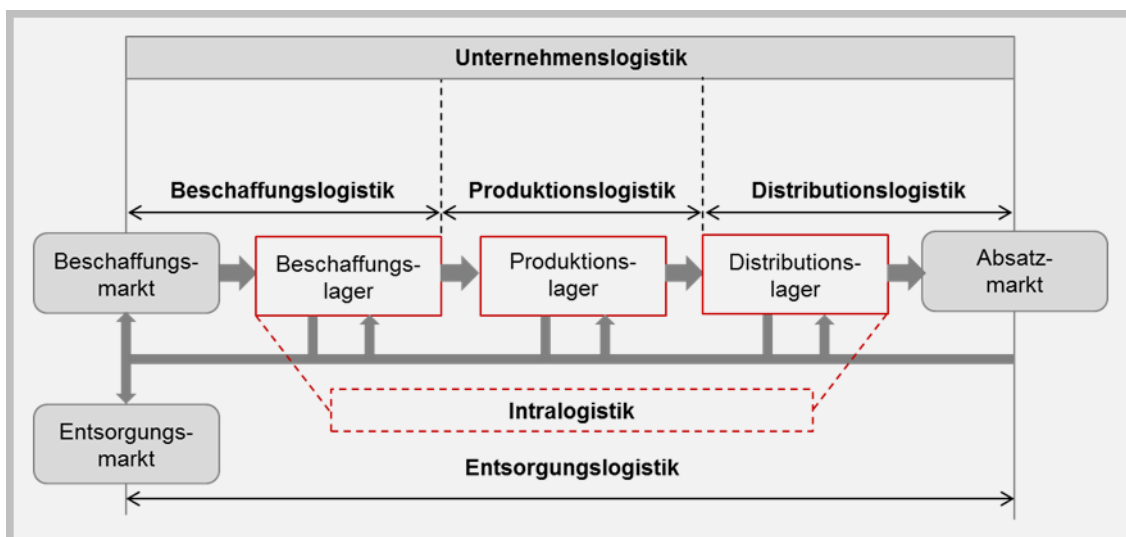 Unternehmenslogistik
Beschaffungslogistik
Produktionslogistik
Distributionslogistik
Beschaffungs-
markt
Beschaffungs-
lager
Produktions-
lager
Distributions-
lager
Absatz-
markt
Intralogistik
Entsorgungs-
markt
Entsorgungslogistik